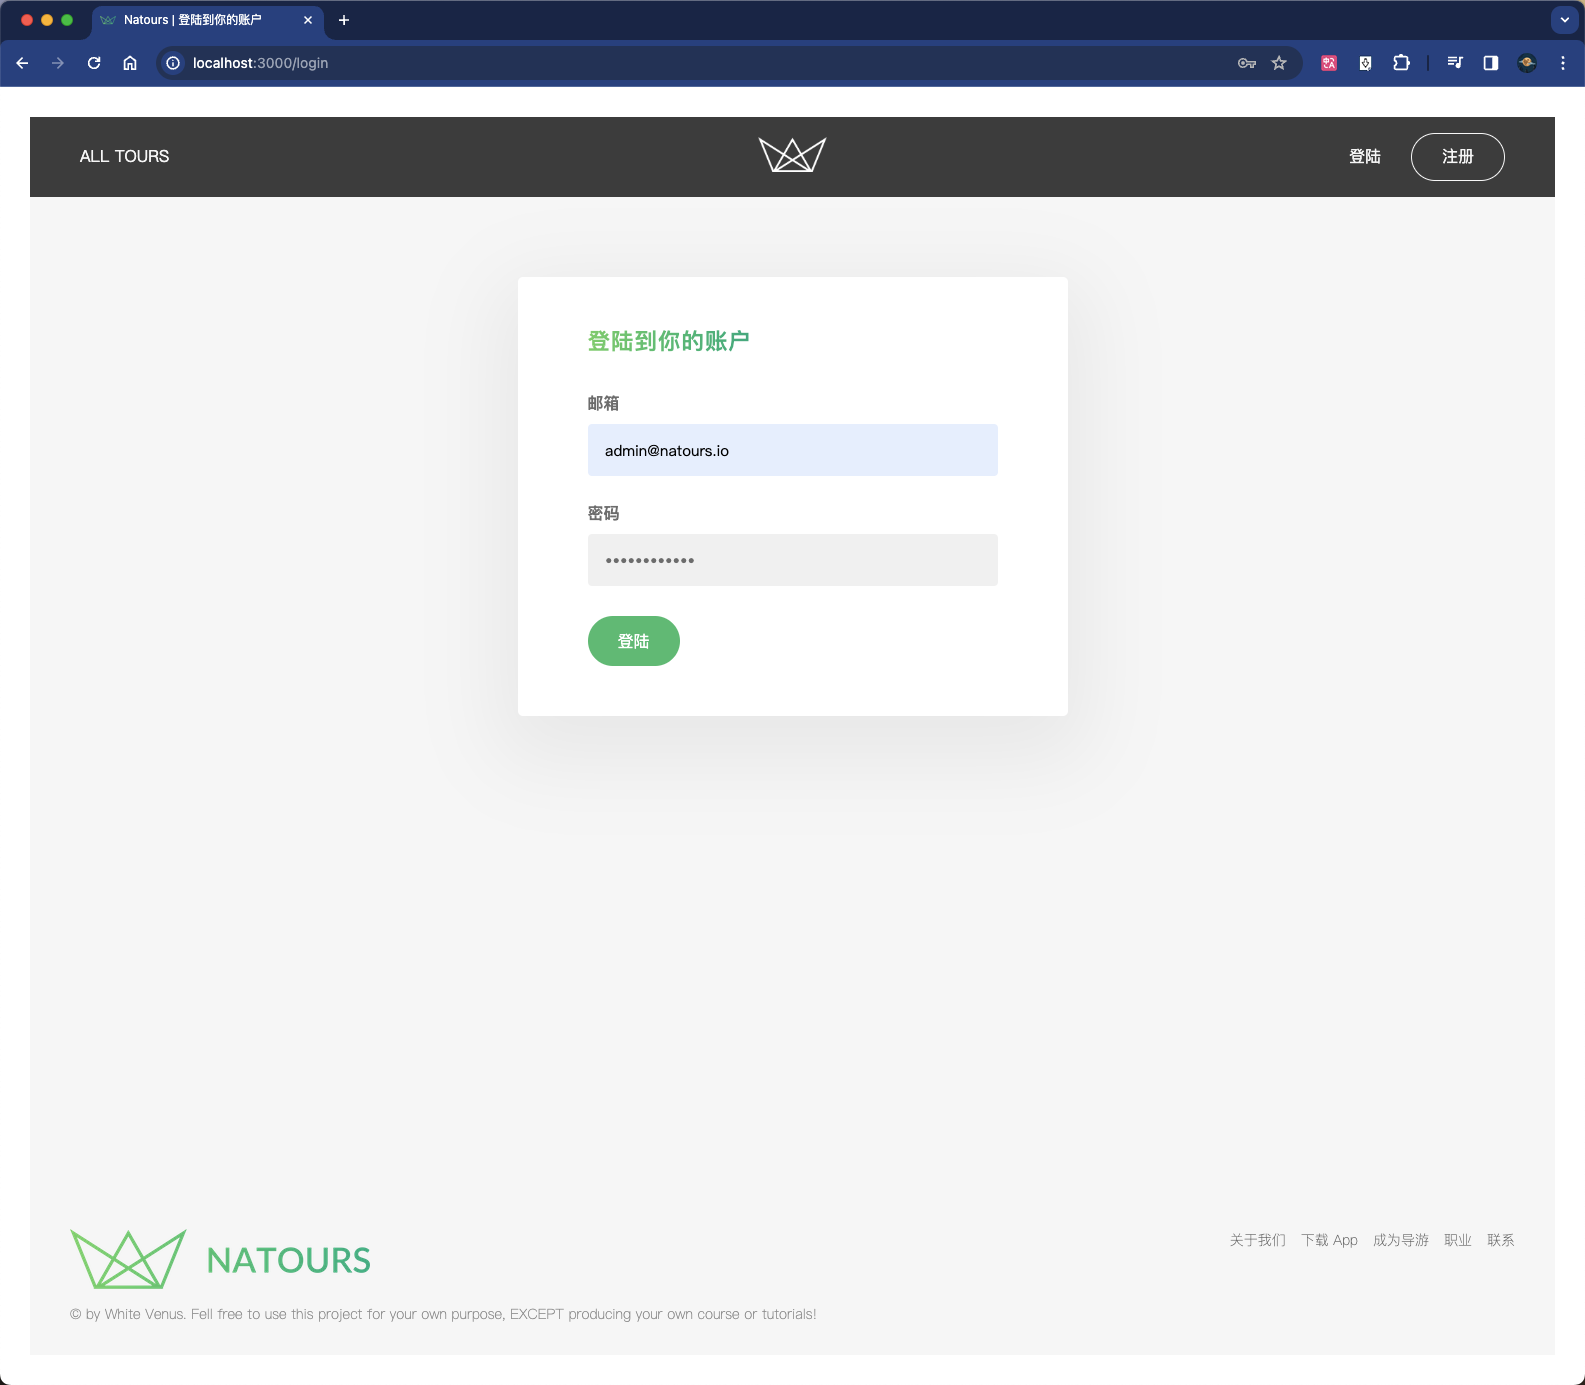 Natours | 登陆到你的账户
localhost:3000/login
ALL TOURS
登陆
注册
登陆到你的账户
邮箱
admin@natours.io
密码
••••••••••••
登陆
NATOURS
关于我们 下载 App 成为导游 职业 联系
© by White Venus. Fell free to use this project for your own purpose, EXCEPT producing your own course or tutorials!